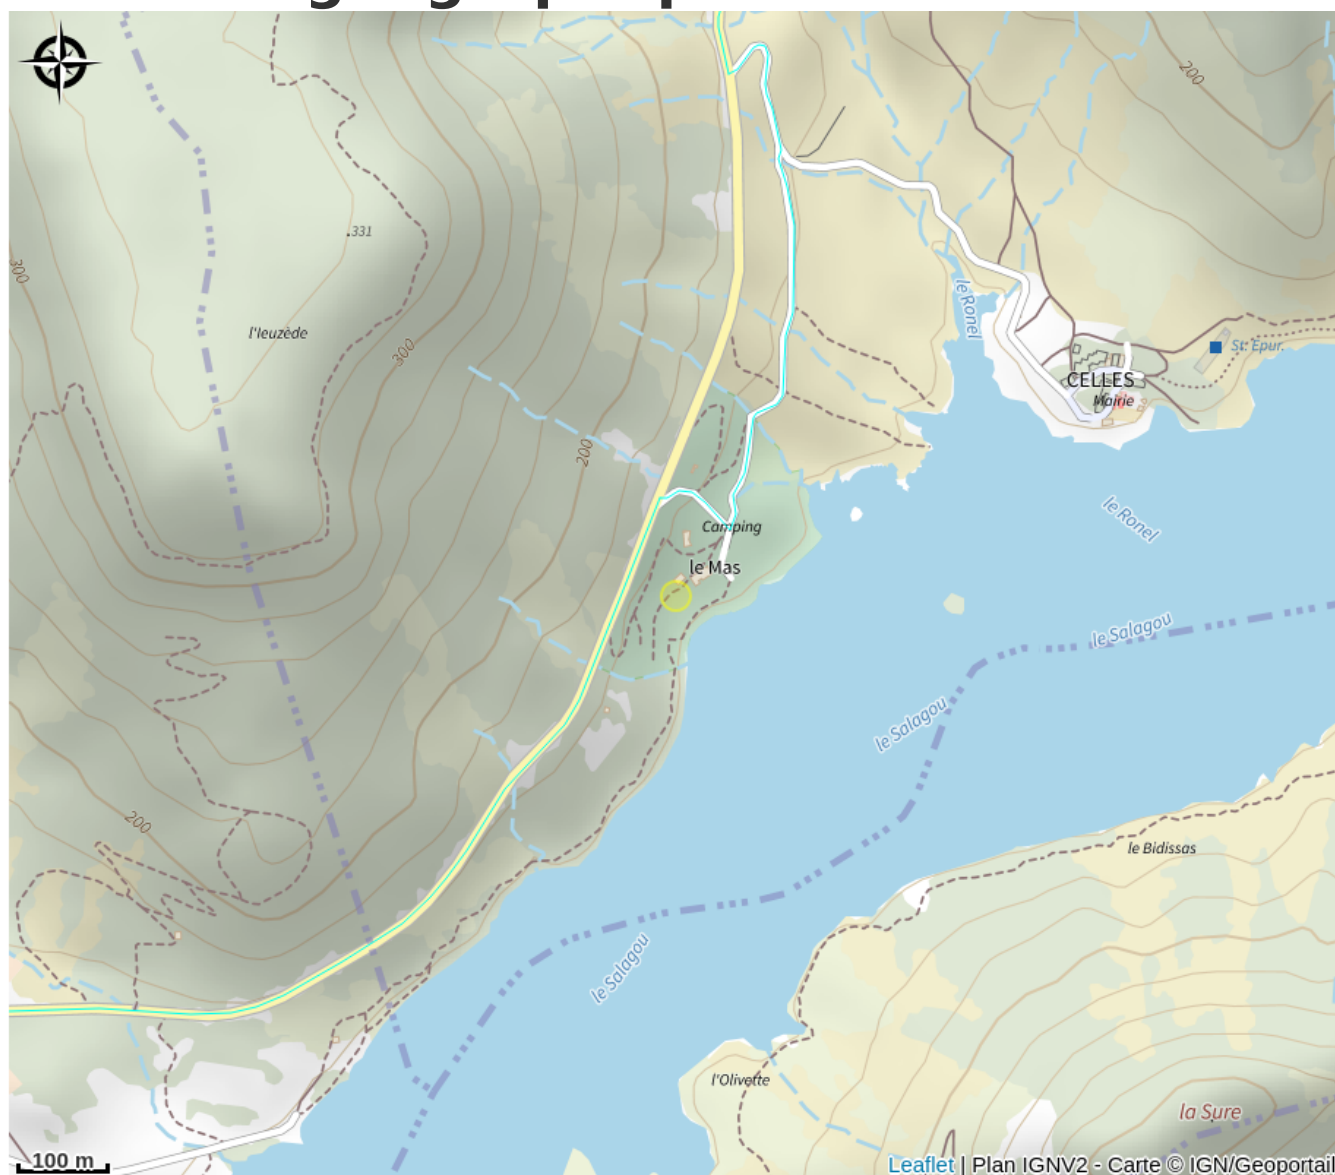 200
.331
300
le Ronel
l'Ieuzède
St. Epur.
300
CELLES
Mairie
200
le Ronel
Camping
le Mas
le Salagou
le Salagou
200
le Bidissas
le Salagou
l'Olivette
la Sure
100 m
Leaflet | Plan IGNV2 - Carte © IGN/Geoportail